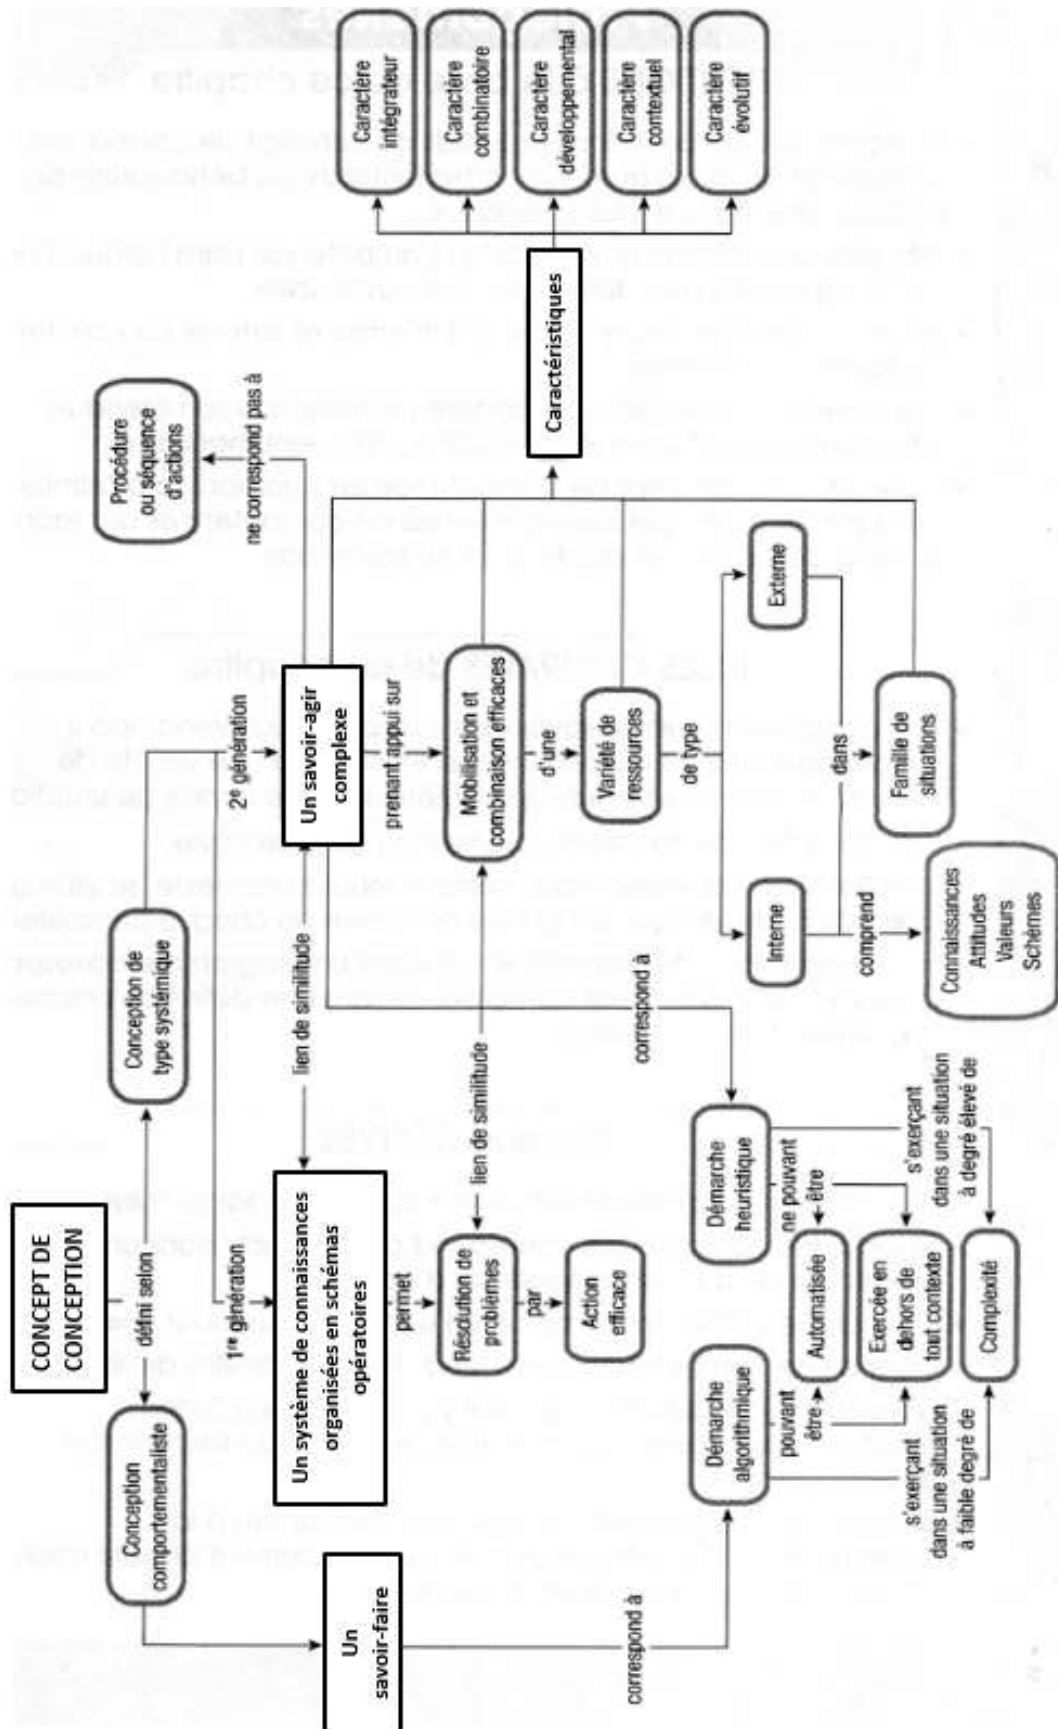 CONCEPT DE
CONCEPTION
défini selon
Conception
comportementaliste
Conception de
type systémique
1re génération
2e génération
Procédure
ou séquence
d'actions
ne correspond pas à
Un
savoir-faire
Un système de connaissances
organisées en schémas
opératoires
lien de similitude
Un savoir-agir
complexe
permet
prenant appui sur
Résolution de
problèmes
lien de similitude
Mobilisation et
combinaison efficaces
par
d'une
Action
efficace
Variété de
ressources
Caractéristiques
Caractère
intégrateur
Caractère
combinatoire
Caractère
développemental
Caractère
contextuel
Caractère
évolutif
correspond à
correspond à
de type
Démarche
algorithmique
Démarche
heuristique
Interne
Externe
pouvant
être
ne pouvant
être
Automatisée
comprend
dans
Exercée en
dehors de
tout contexte
s'exerçant
dans une situation
à faible degré de
s'exerçant
dans une situation
à degré élevé de
Complexité
Connaissances
Attitudes
Valeurs
Schèmes
Famille de
situations